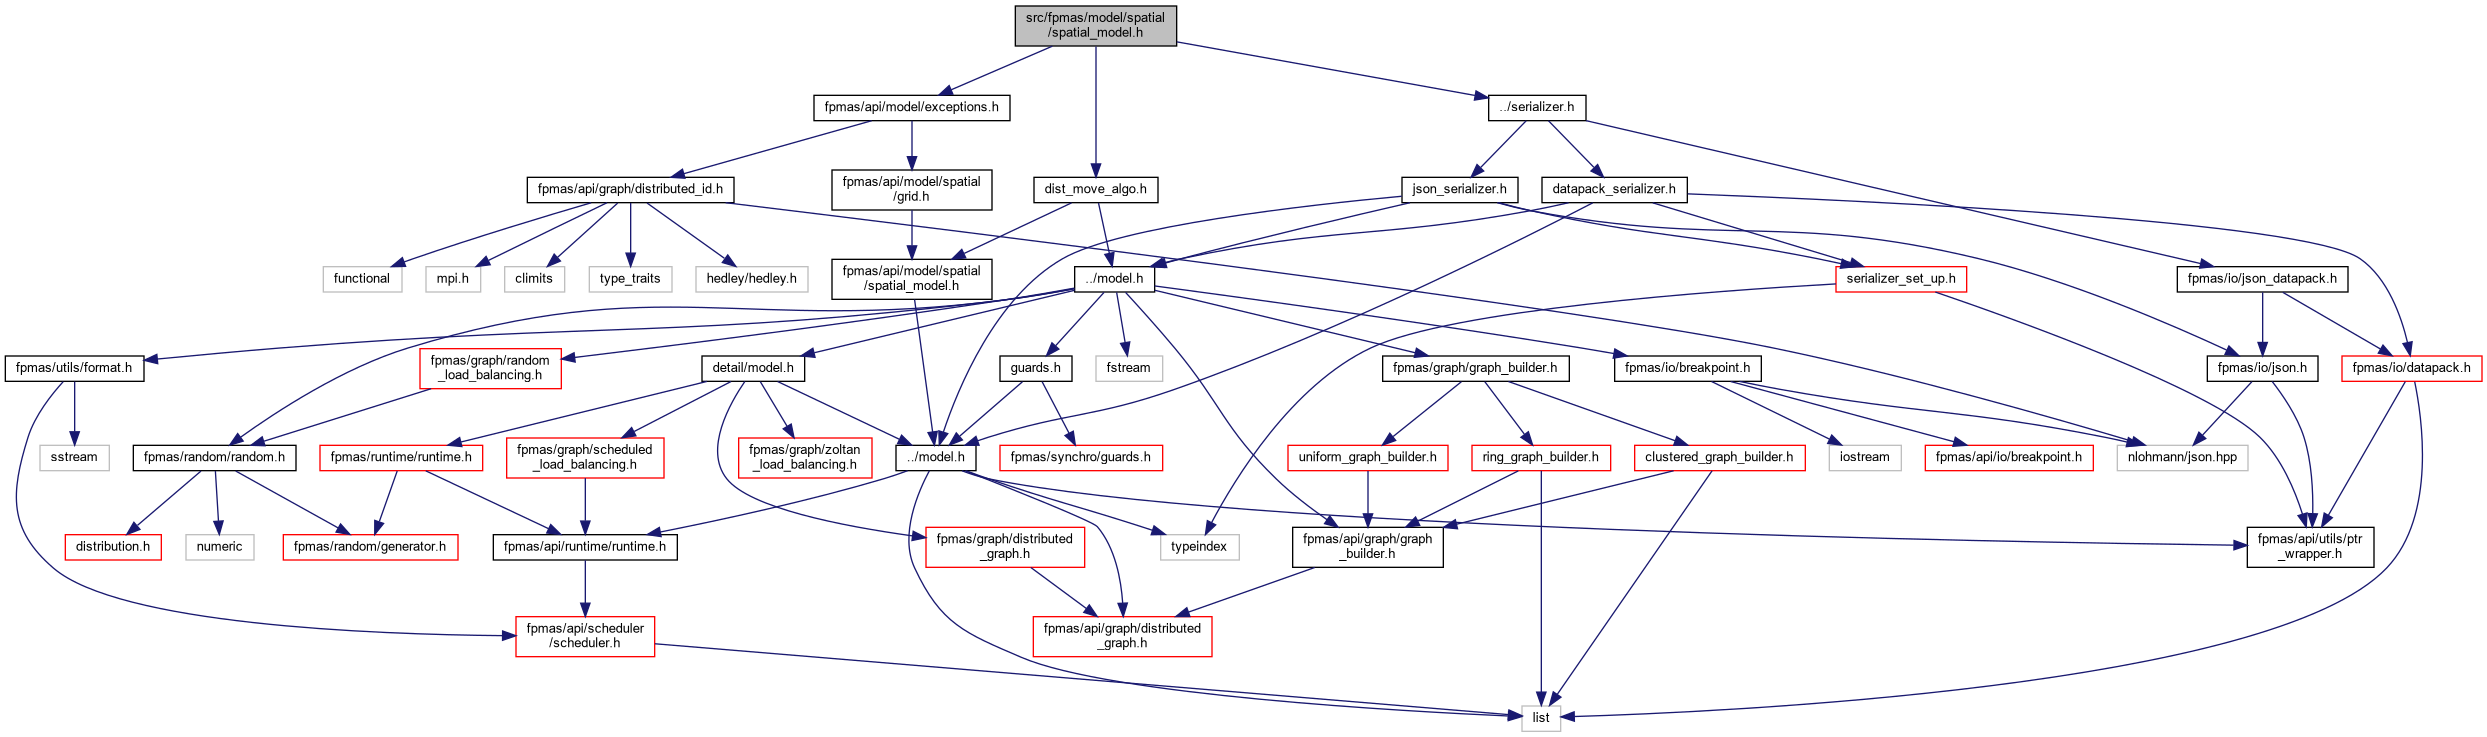 src/fpmas/model/spatial
/spatial_model.h
fpmas/api/model/exceptions.h
../serializer.h
fpmas/api/graph/distributed_id.h
fpmas/api/model/spatial
/grid.h
dist_move_algo.h
json_serializer.h
datapack_serializer.h
functional
mpi.h
climits
type_traits
hedley/hedley.h
fpmas/api/model/spatial
/spatial_model.h
../model.h
serializer_set_up.h
fpmas/io/json_datapack.h
fpmas/utils/format.h
fpmas/graph/random
_load_balancing.h
detail/model.h
guards.h
fstream
fpmas/graph/graph_builder.h
fpmas/io/breakpoint.h
fpmas/io/json.h
fpmas/io/datapack.h
sstream
fpmas/random/random.h
fpmas/runtime/runtime.h
fpmas/graph/scheduled
_load_balancing.h
fpmas/graph/zoltan
_load_balancing.h
../model.h
fpmas/synchro/guards.h
uniform_graph_builder.h
ring_graph_builder.h
clustered_graph_builder.h
iostream
fpmas/api/io/breakpoint.h
nlohmann/json.hpp
distribution.h
numeric
fpmas/random/generator.h
fpmas/api/runtime/runtime.h
fpmas/graph/distributed
_graph.h
typeindex
fpmas/api/graph/graph
_builder.h
fpmas/api/utils/ptr
_wrapper.h
fpmas/api/scheduler
/scheduler.h
fpmas/api/graph/distributed
_graph.h
list